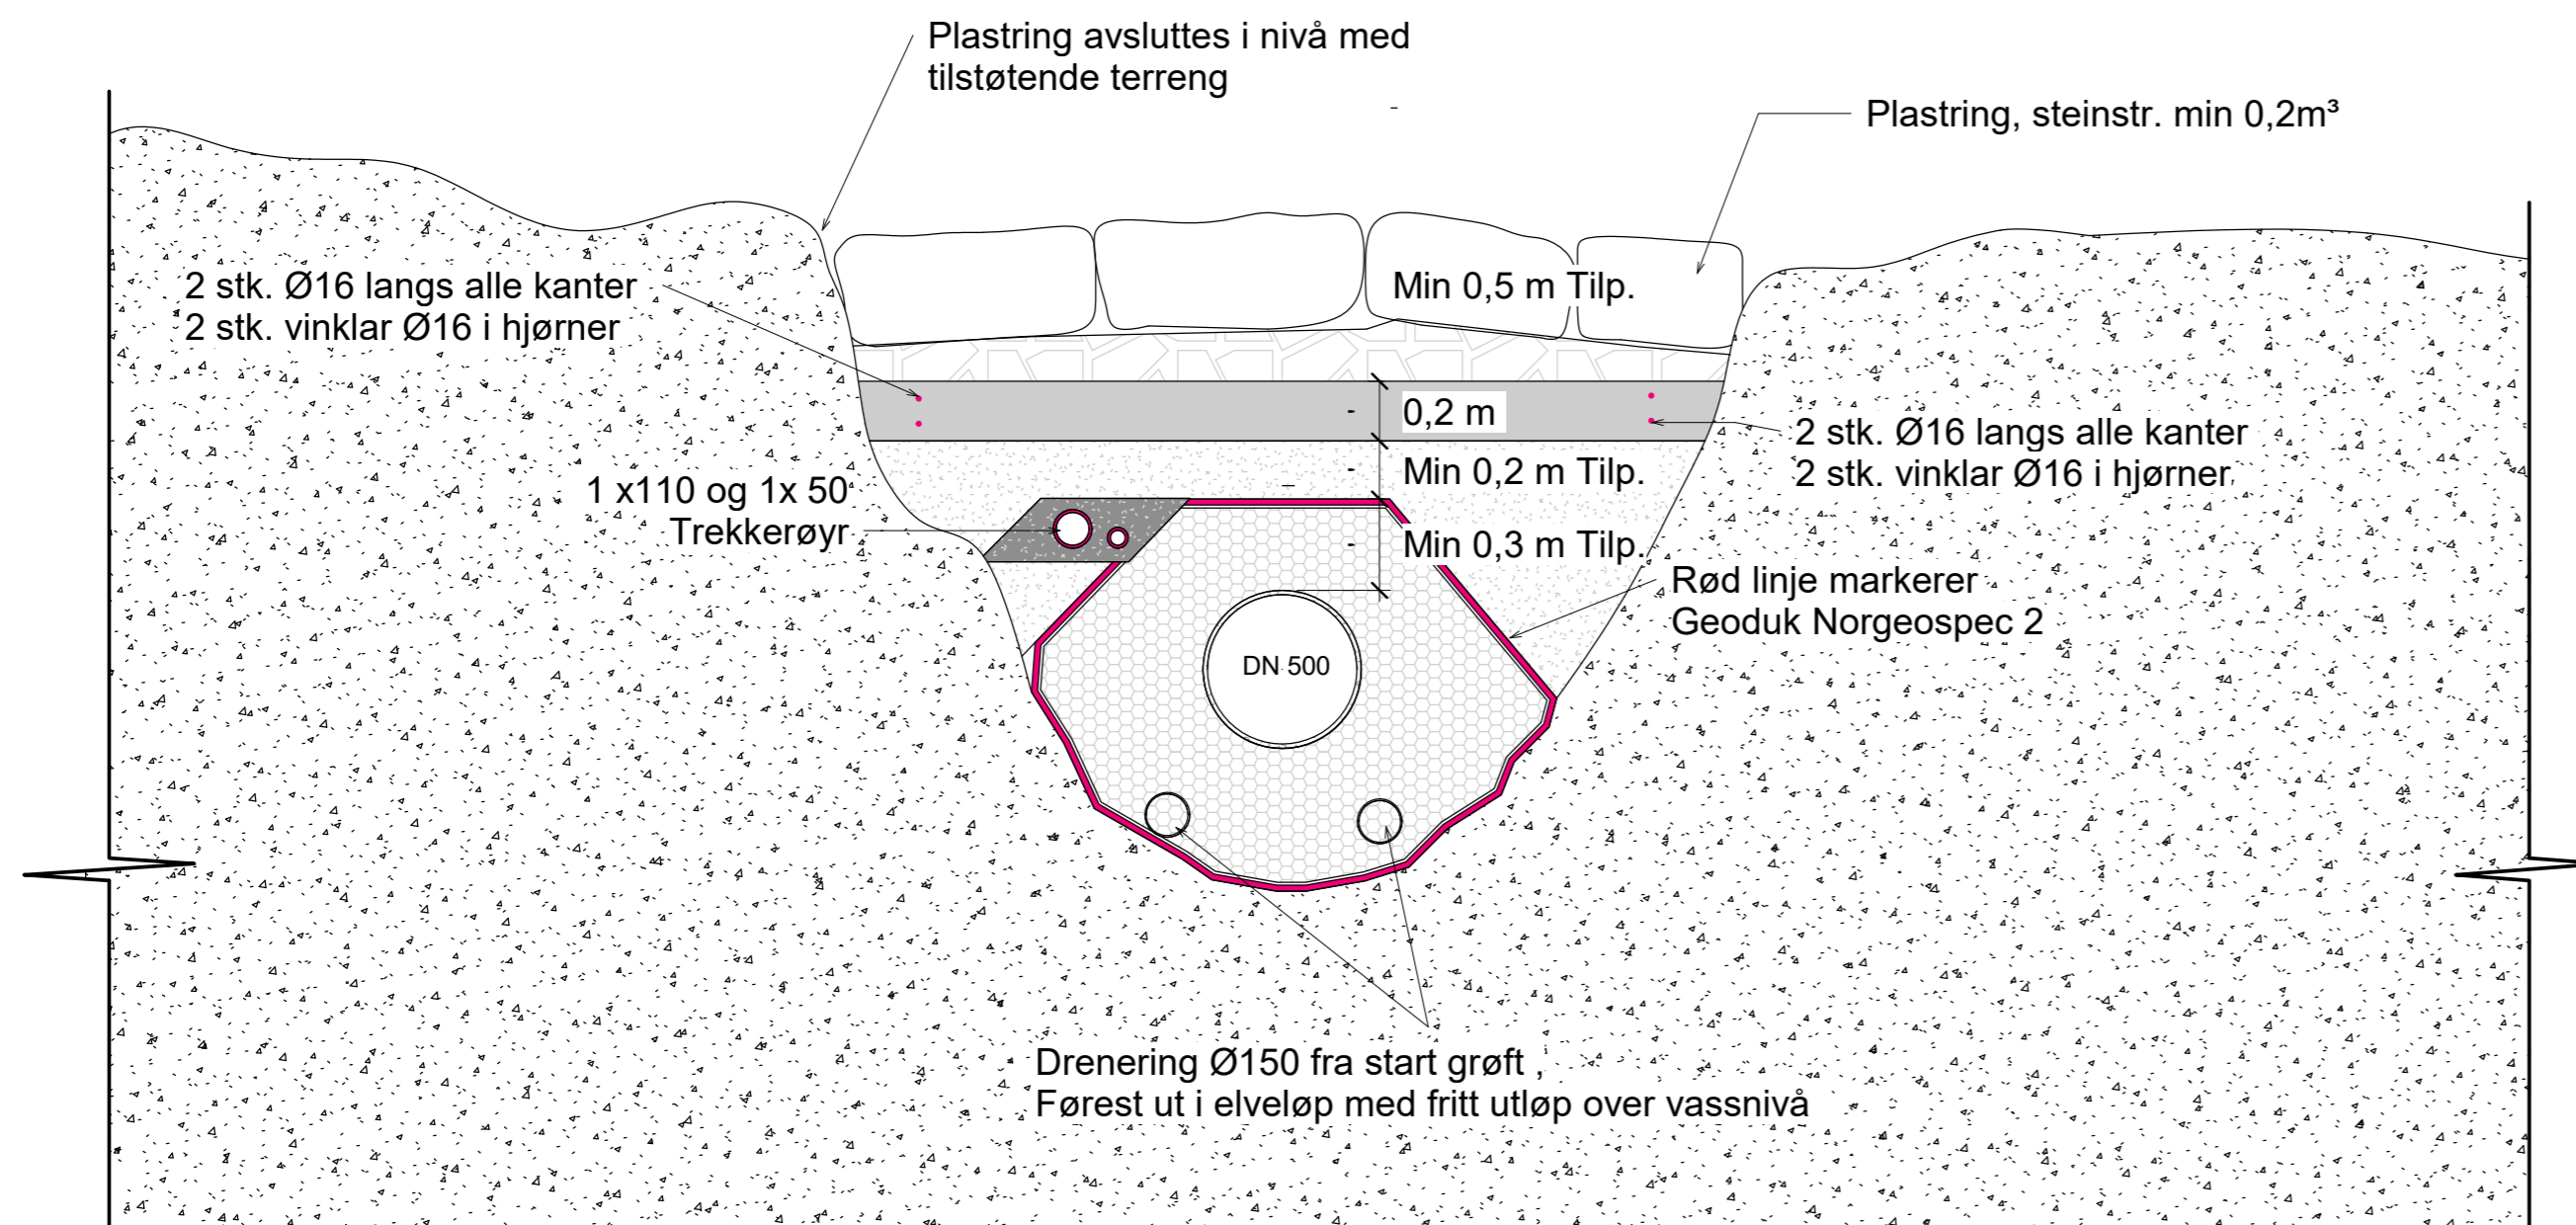 Plastring avsluttes i nivå med
tilstøtende terreng
Plastring, steinstr. min 0,2m³
2 stk. Ø16 langs alle kanter
2 stk. vinklar Ø16 i hjørner
Min 0,5 m Tilp.
0,2 m
2 stk. Ø16 langs alle kanter
2 stk. vinklar Ø16 i hjørner
Min 0,2 m Tilp.
1 x110 og 1x 50
Trekkerøyr
Min 0,3 m Tilp.
Rød linje markerer
Geoduk Norgeospec 2
DN 500
Drenering Ø150 fra start grøft ,
Førest ut i elveløp med fritt utløp over vassnivå